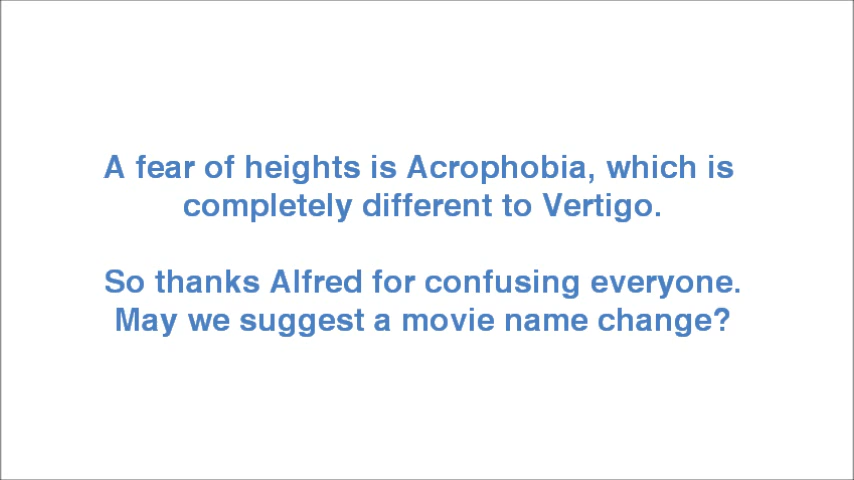 A fear of heights is Acrophobia, which is
completely different to Vertigo.
So thanks Alfred for confusing everyone.
May we suggest a movie name change?